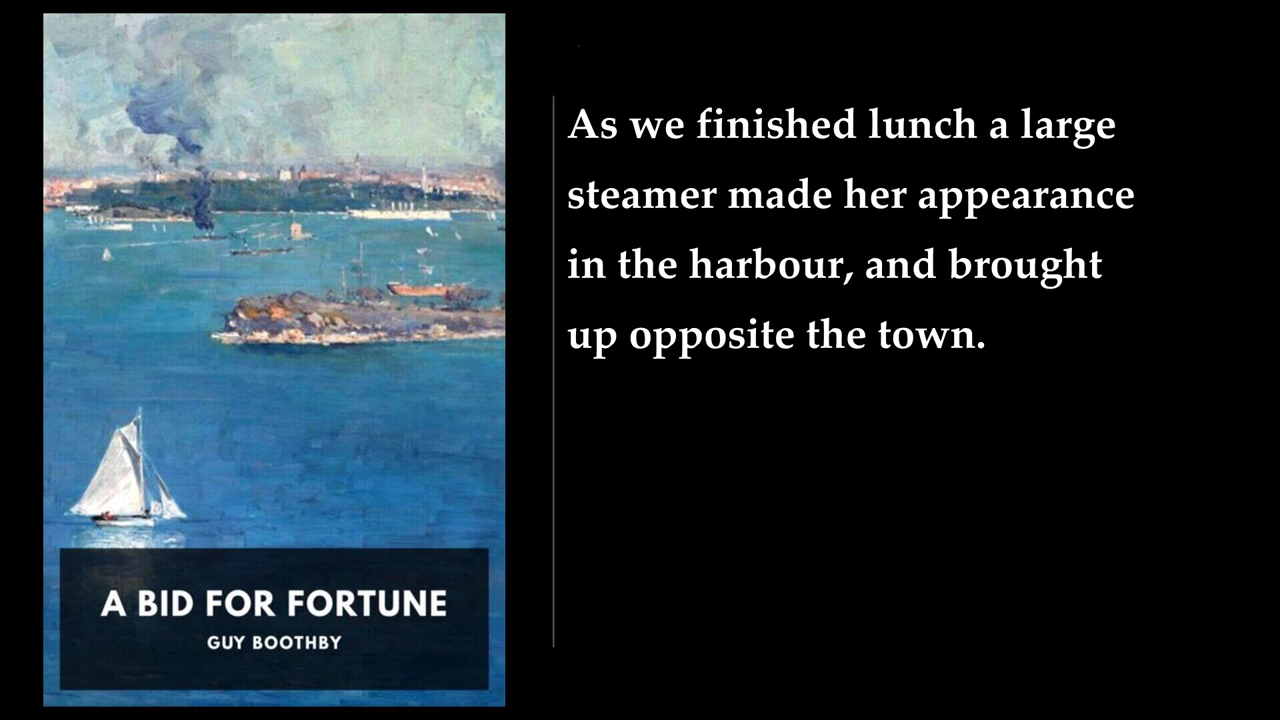 As we finished lunch a large
steamer made her appearance
in the harbour, and brought
up opposite the town.
A BID FOR FORTUNE
GUY BOOTHBY